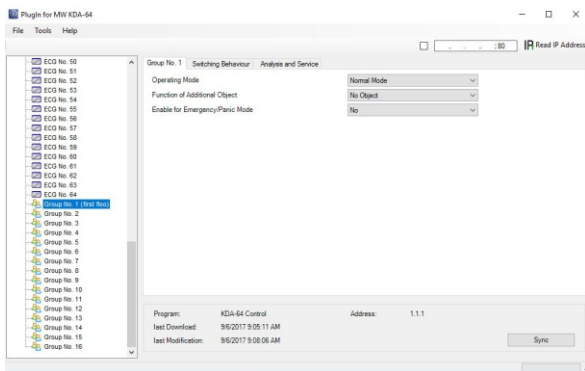 PlugIn for MW KDA-64
File Tools Help
. . . :80 IP Read IP Address
ECG No. 50
ECG No. 51
ECG No. 52
ECG No. 53
ECG No. 54
ECG No. 55
ECG No. 56
ECG No. 57
ECG No. 58
ECG No. 59
ECG No. 60
ECG No. 61
ECG No. 62
ECG No. 63
ECG No. 64
Group No. 1 (first floo)
Group No. 2
Group No. 3
Group No. 4
Group No. 5
Group No. 6
Group No. 7
Group No. 8
Group No. 9
Group No. 10
Group No. 11
Group No. 12
Group No. 13
Group No. 14
Group No. 15
Group No. 16
Group No. 1 Switching Behaviour Analysis and Service
Operating Mode Normal Mode
Function of Additional Object No Object
Enable for Emergency/Panic Mode No
Program: KDA-64 Control Address: 1.1.1
last Download: 9/6/2017 9:05:11 AM
last Modification: 9/6/2017 9:08:06 AM Sync